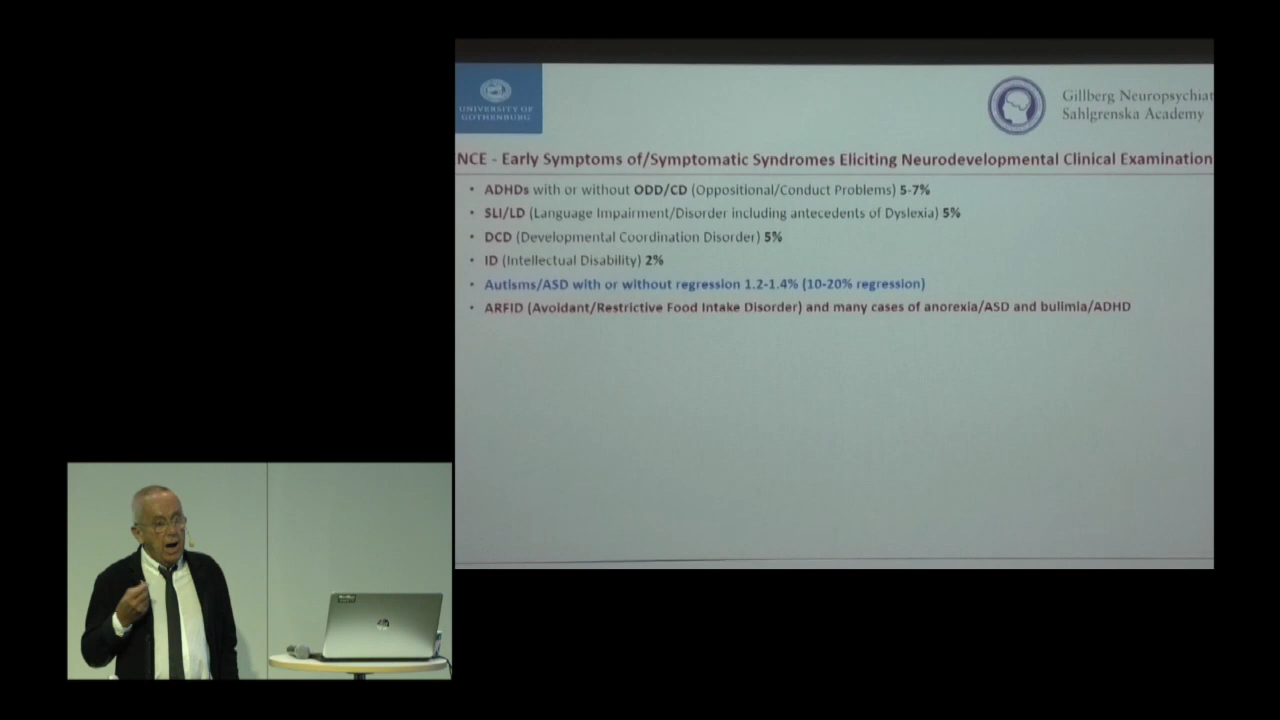 UNIVERSITY OF
GOTHENBURG
Gillberg Neuropsychiat
Sahlgrenska Academy
NCE - Early Symptoms of/Symptomatic Syndromes Eliciting Neurodevelopmental Clinical Examination
• ADHDs with or without ODD/CD (Oppositional/Conduct Problems) 5-7%
• SLI/LD (Language Impairment/Disorder including antecedents of Dyslexia) 5%
• DCD (Developmental Coordination Disorder) 5%
• ID (Intellectual Disability) 2%
• Autisms/ASD with or without regression 1.2-1.4% (10-20% regression)
• ARFID (Avoidant/Restrictive Food Intake Disorder) and many cases of anorexia/ASD and bulimia/ADHD
hp